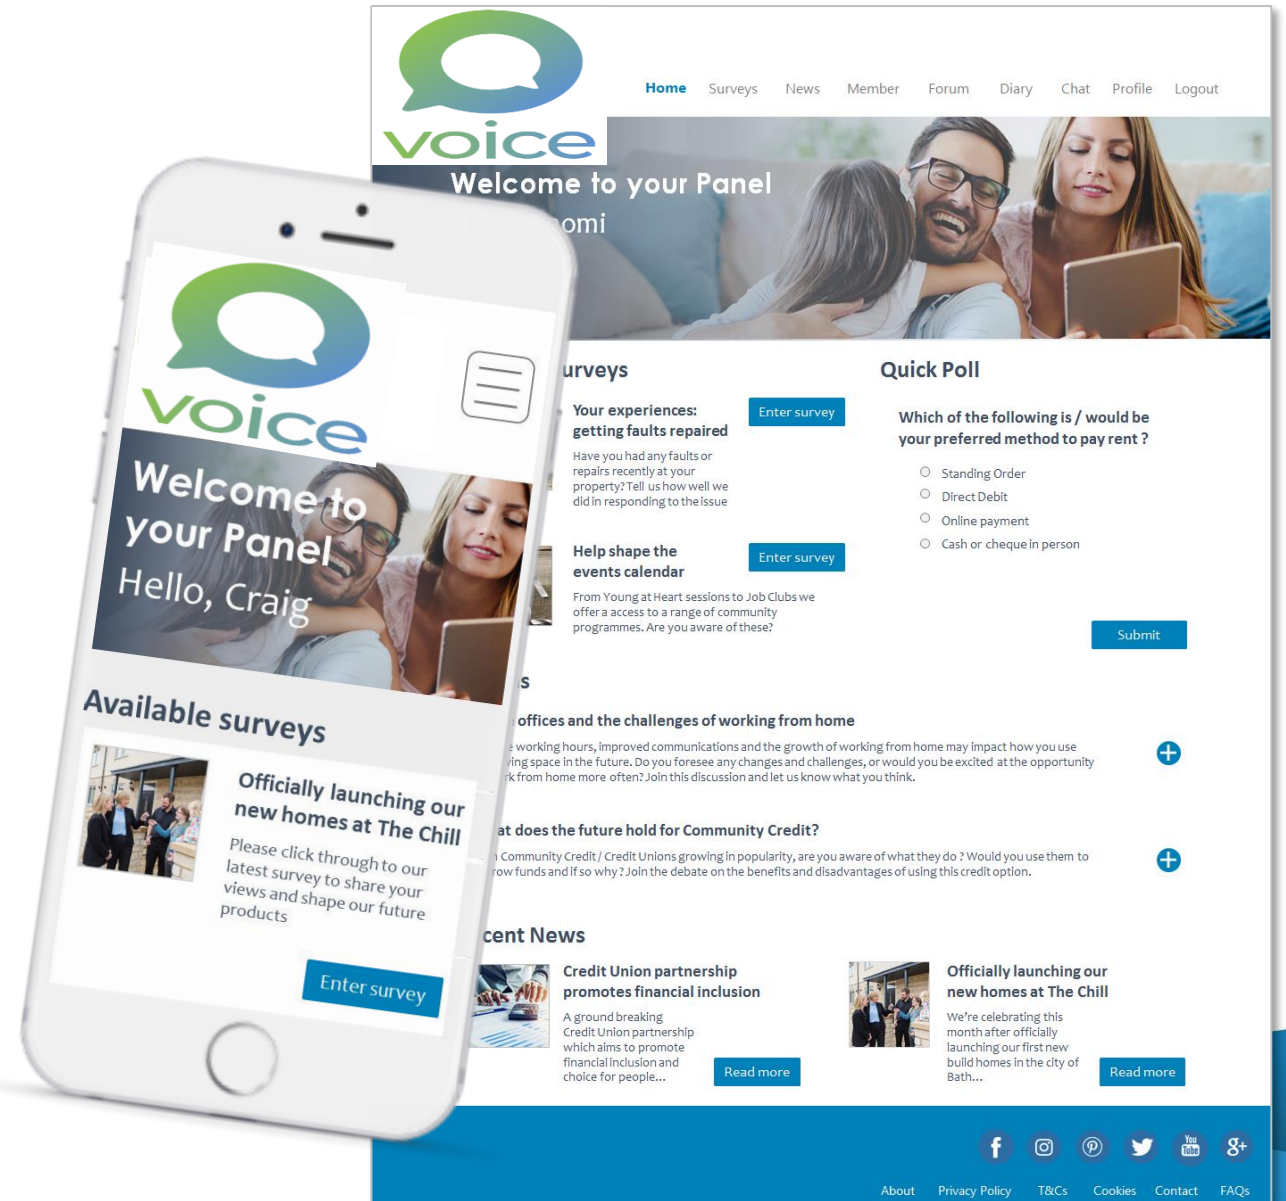 voice
Home Surveys News Member Forum Diary Chat Profile Logout
Welcome to your Panel
urveys
Your experiences:
getting faults repaired
Enter survey
Have you had any faults or
repairs recently at your
property? Tell us how well we
did in responding to the issue
Help shape the
events calendar
Enter survey
From Young at Heart sessions to Job Clubs we
offer a access to a range of community
programmes. Are you aware of these?
Quick Poll
Which of the following is / would be
your preferred method to pay rent ?
Standing Order
Direct Debit
Online payment
Cash or cheque in person
Submit
s
offices and the challenges of working from home
working hours, improved communications and the growth of working from home may impact how you use
ving space in the future. Do you foresee any changes and challenges, or would you be excited at the opportunity
rk from home more often? Join this discussion and let us know what you think.
at does the future hold for Community Credit?
Community Credit / Credit Unions growing in popularity, are you aware of what they do ? Would you use them to
row funds and if so why ? Join the debate on the benefits and disadvantages of using this credit option.
cent News
Credit Union partnership
promotes financial inclusion
A ground breaking
Credit Union partnership
which aims to promote
financial inclusion and
choice for people...
Read more
Officially launching our
new homes at The Chill
We're celebrating this
month after officially
launching our first new
build homes in the city of
Bath...
Read more
You
Tube
g+
About Privacy Policy T&Cs Cookies Contact FAQs
voice
Welcome to
your Panel
Hello, Craig
Available surveys
Officially launching our
new homes at The Chill
Please click through to our
latest survey to share your
views and shape our future
products
Enter survey